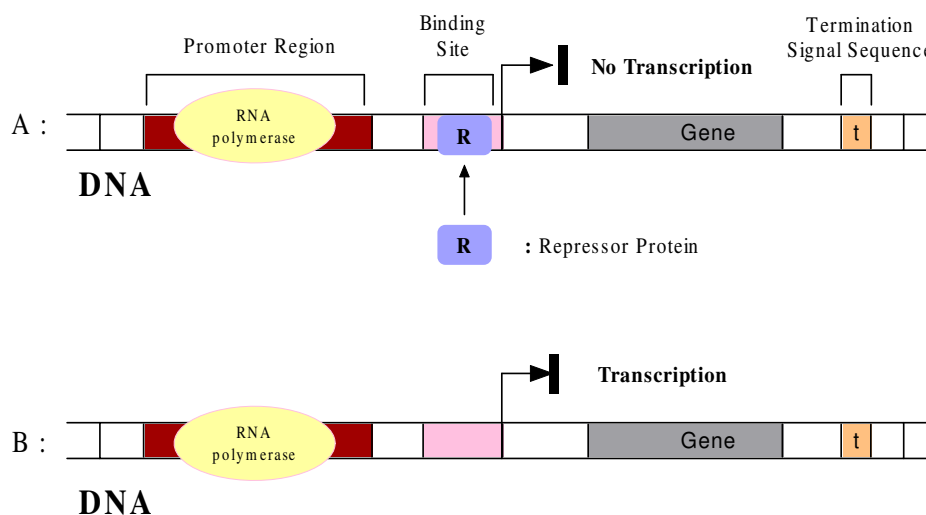 Promoter Region
Binding
Site
Termination
Signal Sequence
No Transcription
A :
RNA
polymerase
R
Gene
t
DNA
R
: Repressor Protein
Transcription
B :
RNA
polymerase
Gene
t
DNA